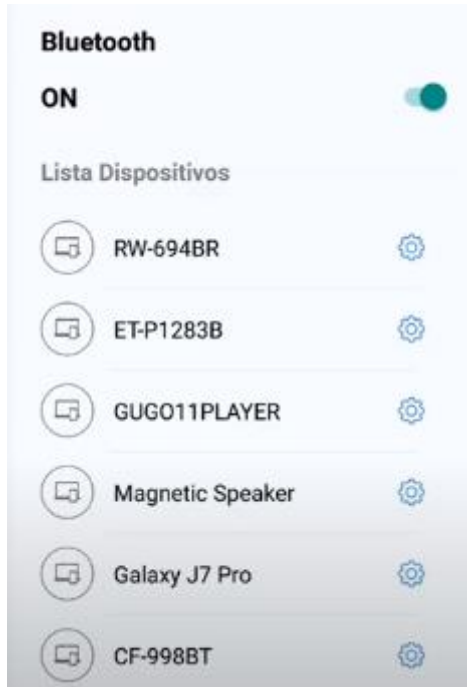 Bluetooth
ON
Lista Dispositivos
RW-694BR
ET-P1283B
GUGO11PLAYER
Magnetic Speaker
Galaxy J7 Pro
CF-998BT